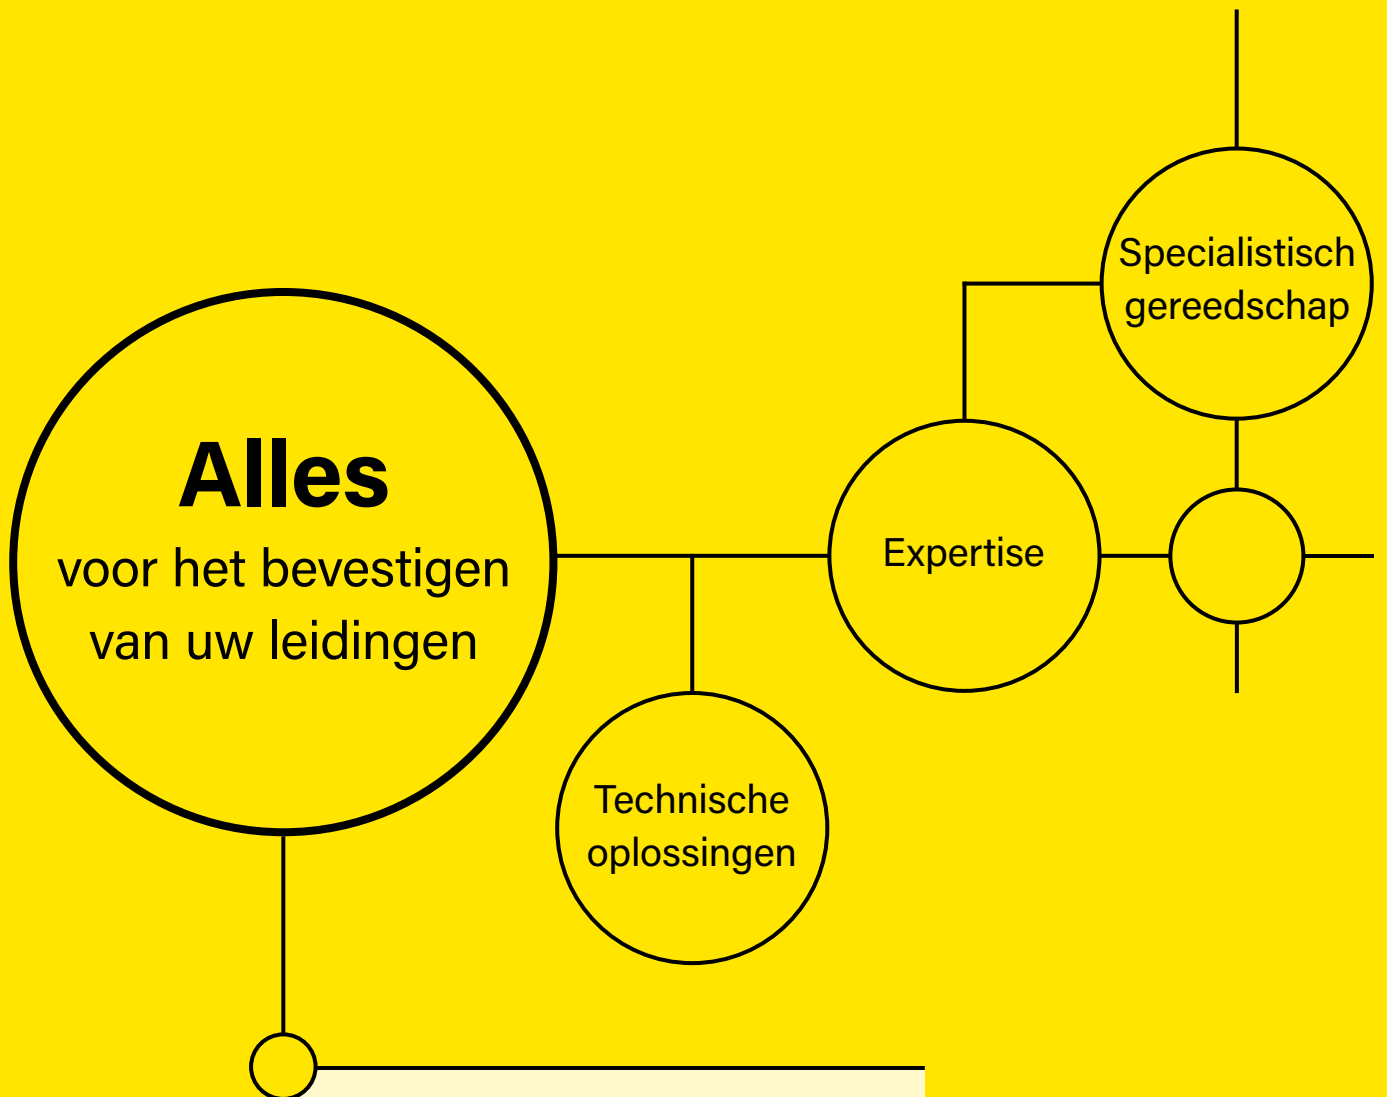 Specialistisch
gereedschap
Alles
voor het bevestigen
van uw leidingen
Expertise
Technische
oplossingen